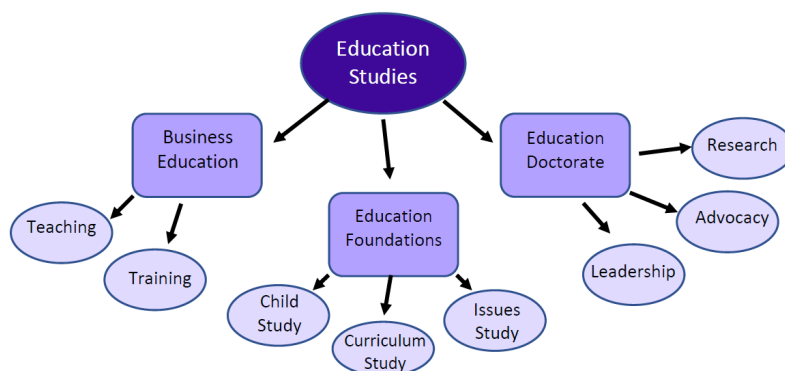 Education
Studies
Business
Education
Education
Doctorate
Research
Teaching
Training
Education
Foundations
Advocacy
Leadership
Child
Study
Curriculum
Study
Issues
Study